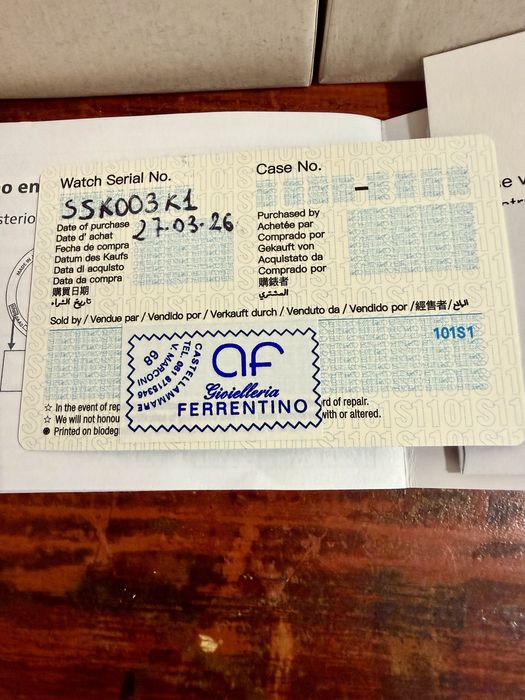 Watch Serial No.
SSK003K1
Date of purchase 27-03-26
Date d' achat
Fecha de compra
Datum des Kaufs
Data di acquisto
Data da compra
購買日期
تاريخ الشراء
Case No.
-
Purchased by
Achetée par
Comprado por
Gekauft von
Acquistato da
Comprado por
購錶者
المشتري
Sold by / Vendue par / Vendido por / Verkauft durch / Venduto da / Vendido por / 經售者 / البائع
101S1
af
Gioielleria
FERRENTINO
CASTELLAMMARE
TEL. 081 8715346
V. MARCONI
68
☆ In the event of rep
rd of repair.
☆ We will not honou
with or altered.
Printed on biodeg